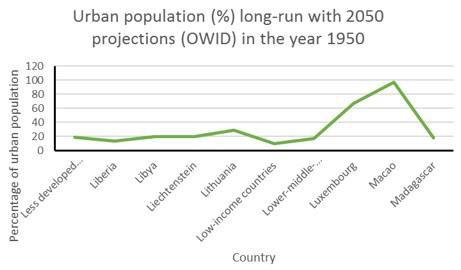 Urban population (%) long-run with 2050
projections (OWID) in the year 1950
Percentage of urban population
120
100
80
60
40
20
0
Less developed...
Liberia
Libya
Liechtenstein
Lithuania
Low-income countries
Lower-middle-...
Luxembourg
Macao
Madagascar
Country